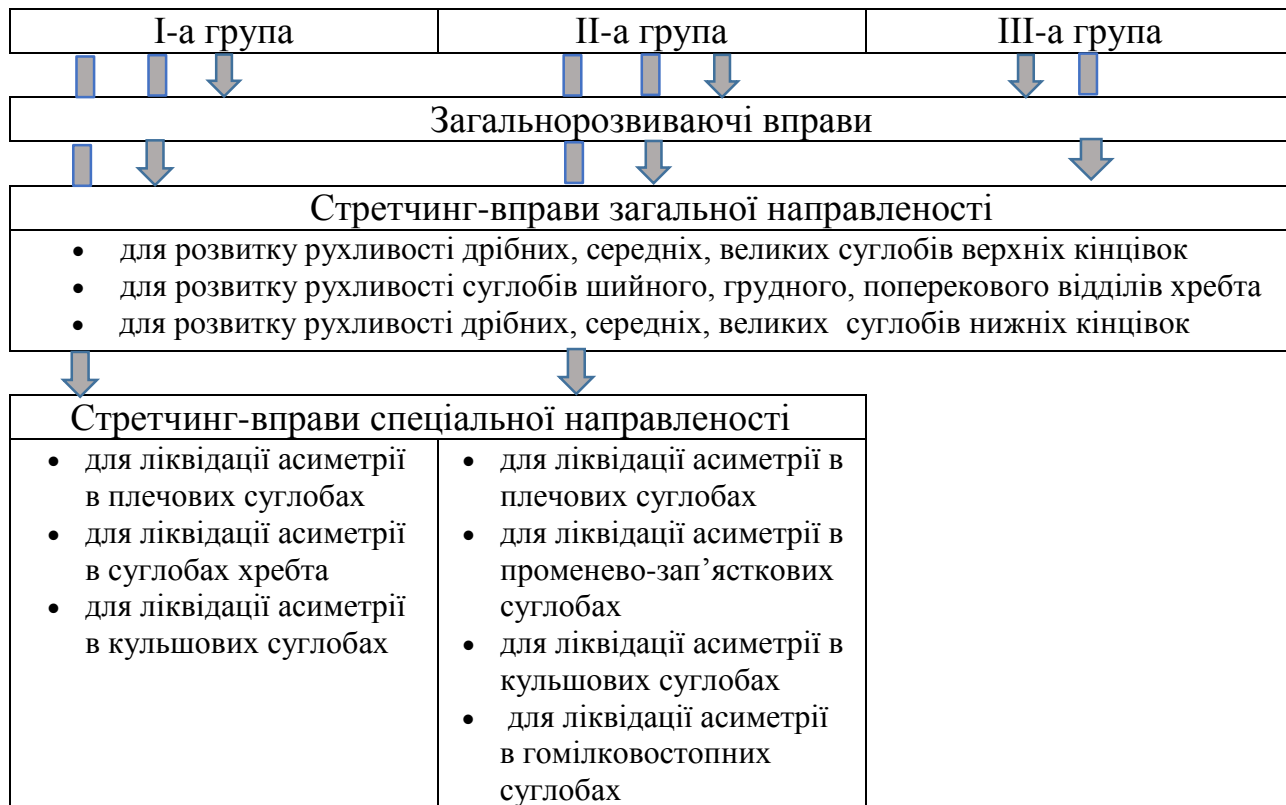 І-а група
ІІ-а група
ІІІ-а група
Загальнорозвиваючі вправи
Стретчинг-вправи загальної направленості
• для розвитку рухливості дрібних, середніх, великих суглобів верхніх кінцівок
• для розвитку рухливості суглобів шийного, грудного, поперекового відділів хребта
• для розвитку рухливості дрібних, середніх, великих суглобів нижніх кінцівок
Стретчинг-вправи спеціальної направленості
• для ліквідації асиметрії
в плечових суглобах
• для ліквідації асиметрії
в суглобах хребта
• для ліквідації асиметрії
в кульшових суглобах
• для ліквідації асиметрії в
плечових суглобах
• для ліквідації асиметрії в
променево-зап’ясткових
суглобах
• для ліквідації асиметрії в
кульшових суглобах
• для ліквідації асиметрії
в гомілковостопних
суглобах